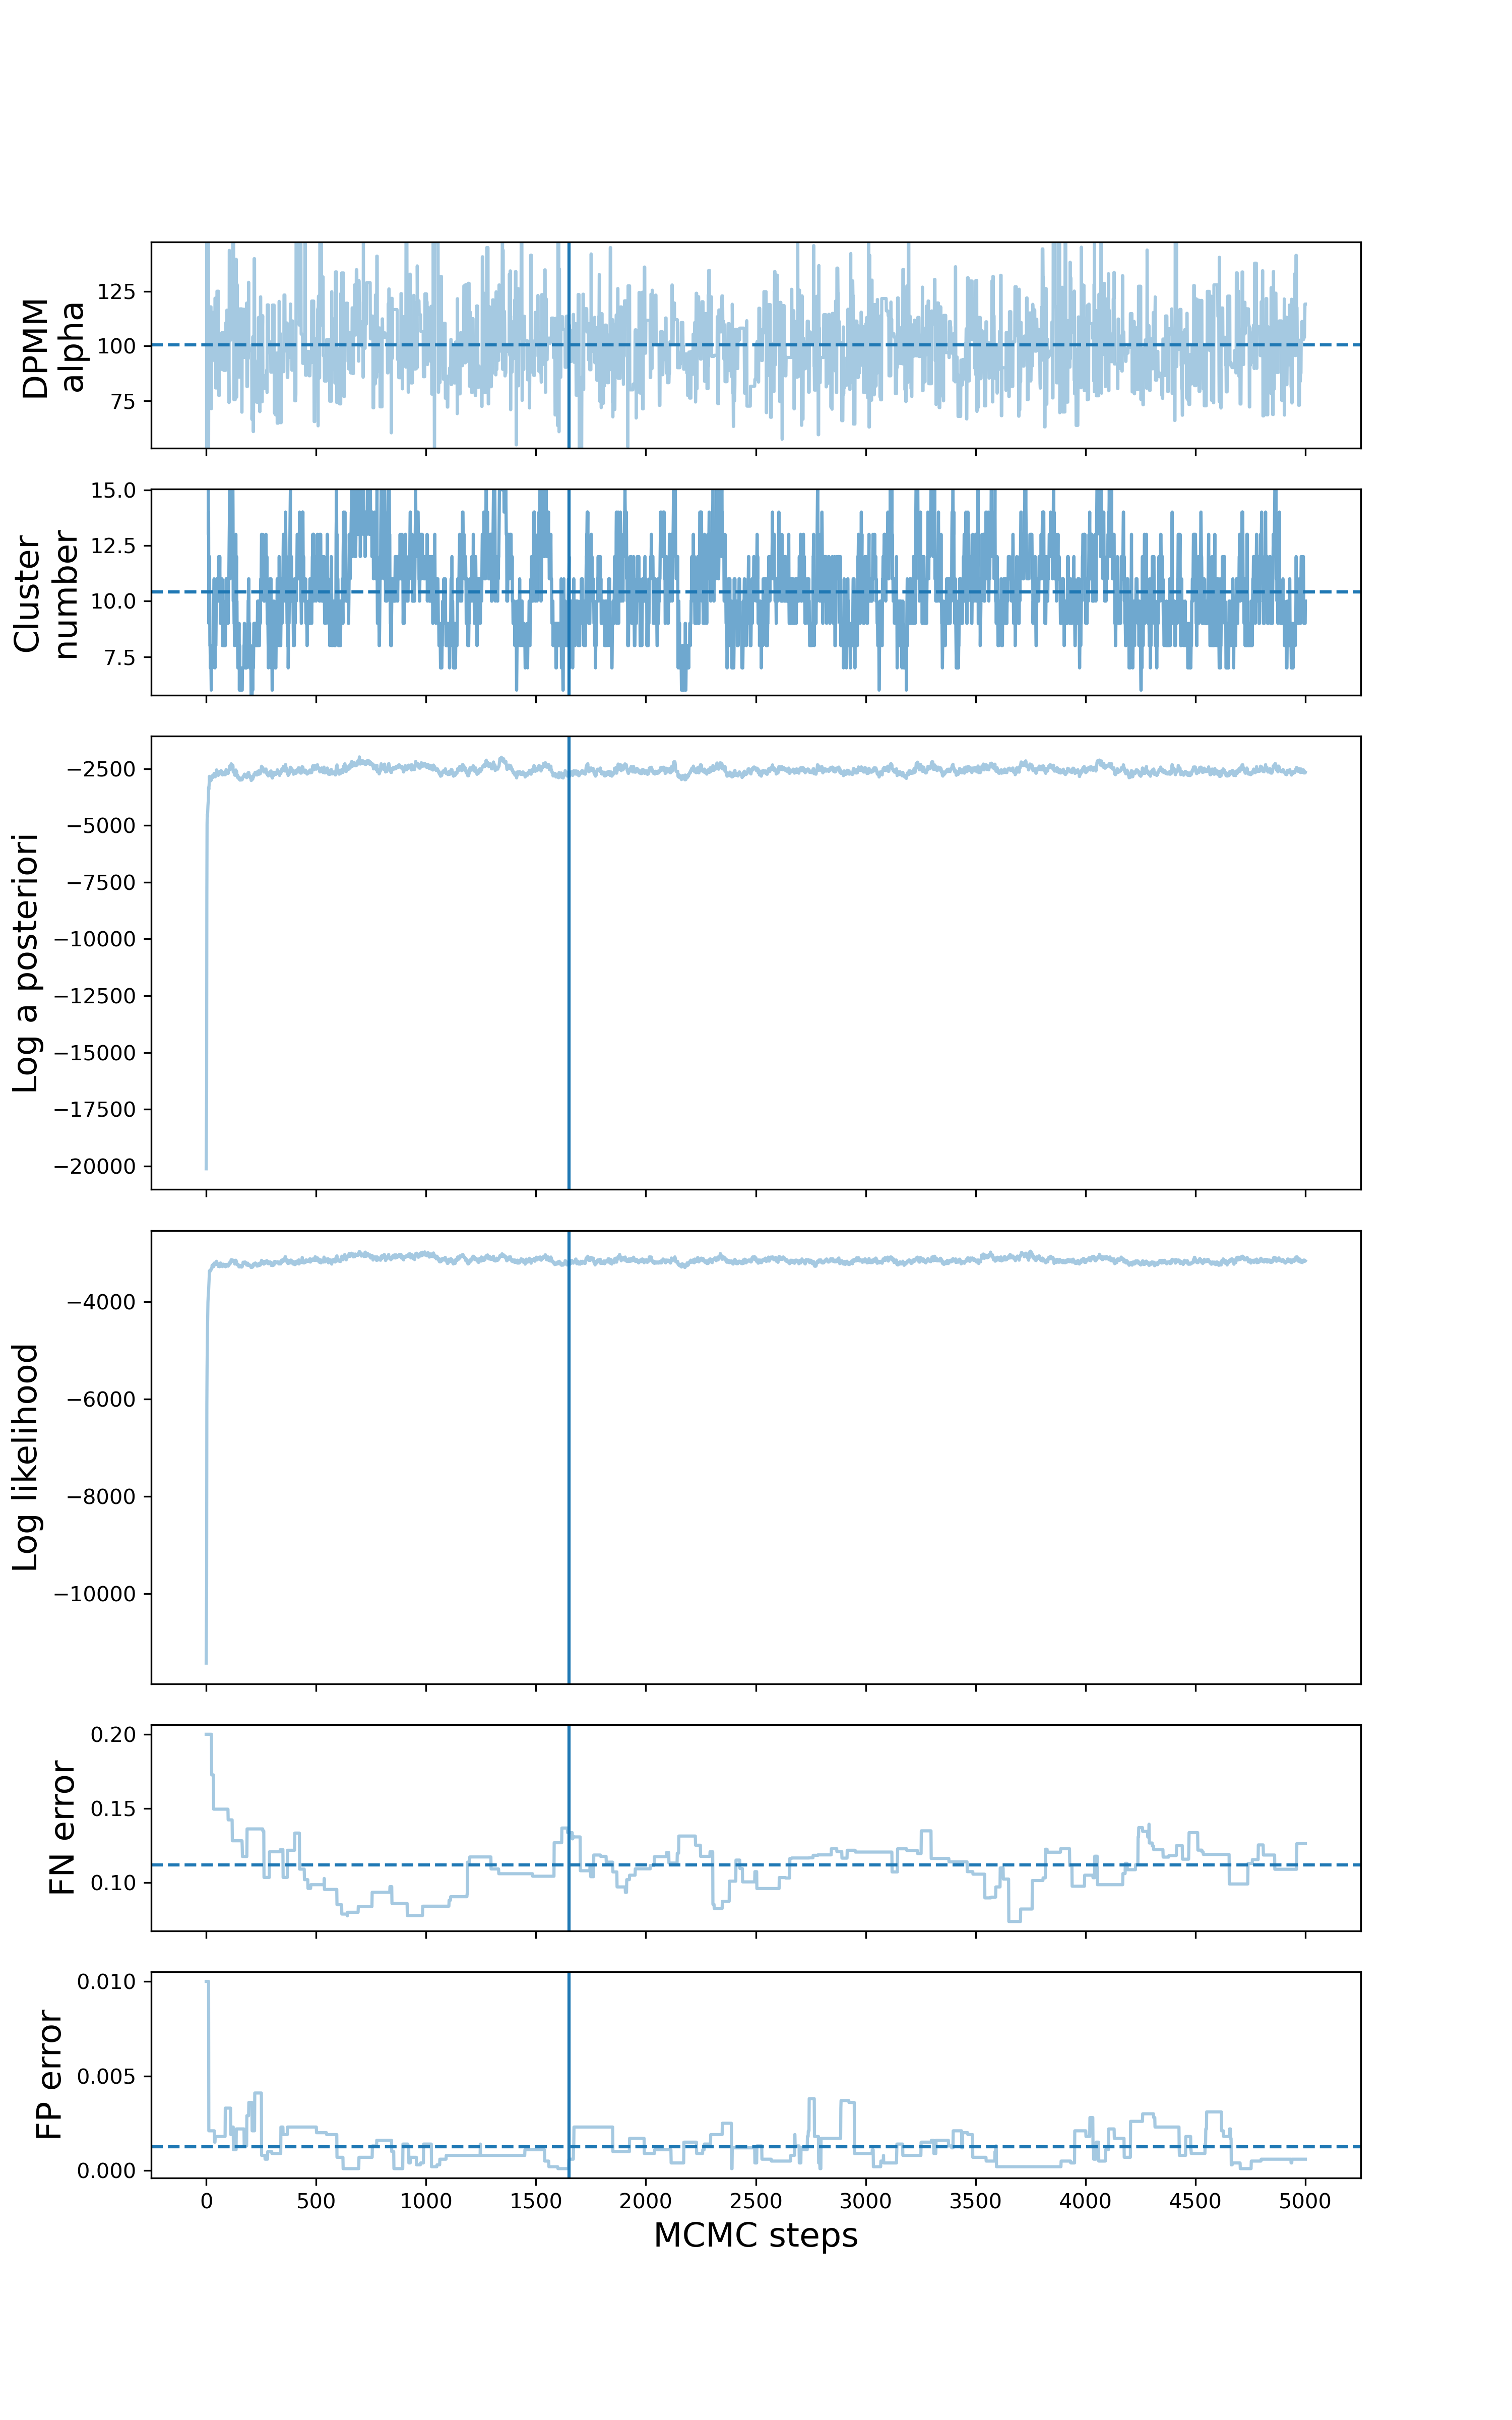 DPMM
alpha
125
100
75
Cluster
number
15.0
12.5
10.0
7.5
Log a posteriori
−2500
−5000
−7500
−10000
−12500
−15000
−17500
−20000
Log likelihood
−4000
−6000
−8000
−10000
FN error
0.20
0.15
0.10
FP error
0.010
0.005
0.000
0 500 1000 1500 2000 2500 3000 3500 4000 4500 5000
MCMC steps